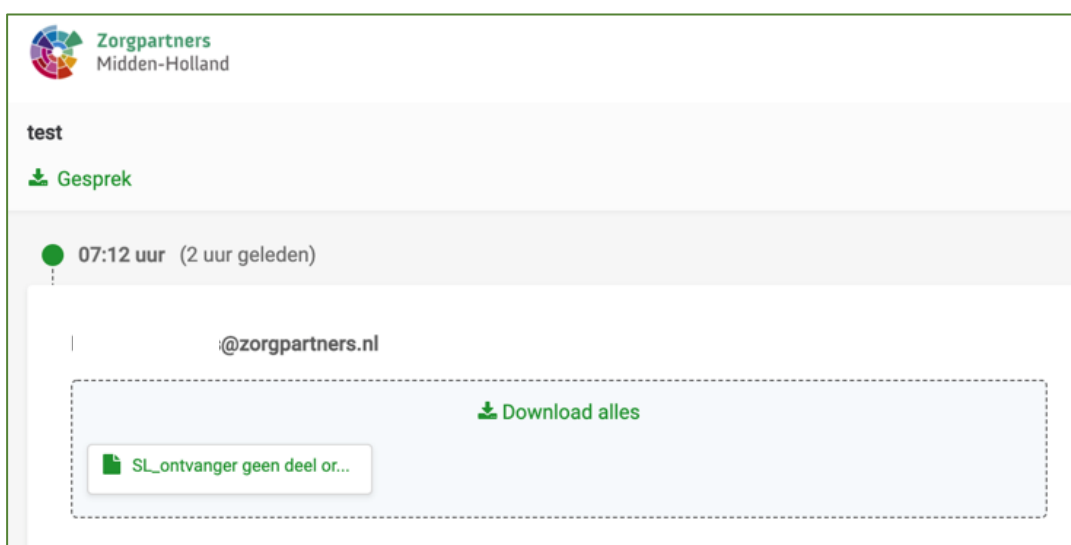 Zorgpartners
Midden-Holland
test
Gesprek
07:12 uur (2 uur geleden)
@zorgpartners.nl
Download alles
SL_ontvanger geen deel or...